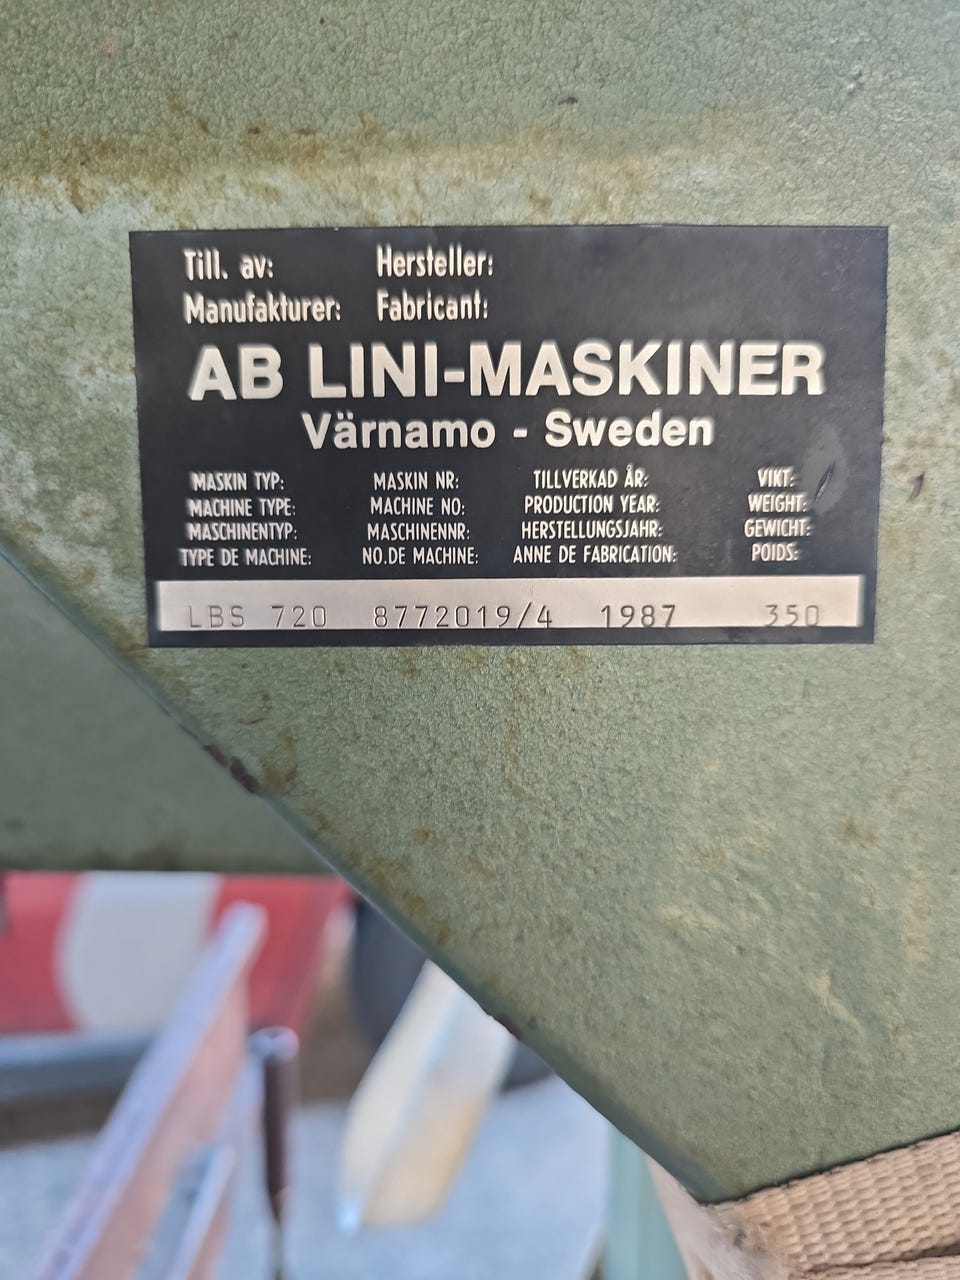 Till. av: Hersteller:
Manufakturer: Fabricant:
AB LINI-MASKINER
Värnamo - Sweden
MASKIN TYP: MASKIN NR: TILLVERKAD ÅR: VIKT:
MACHINE TYPE: MACHINE NO: PRODUCTION YEAR: WEIGHT:
MASCHINENTYP: MASCHINENNR: HERSTELLUNGSJAHR: GEWICHT:
TYPE DE MACHINE: NO.DE MACHINE: ANNE DE FABRICATION: POIDS:
LBS 720 8772019/4 1987 350